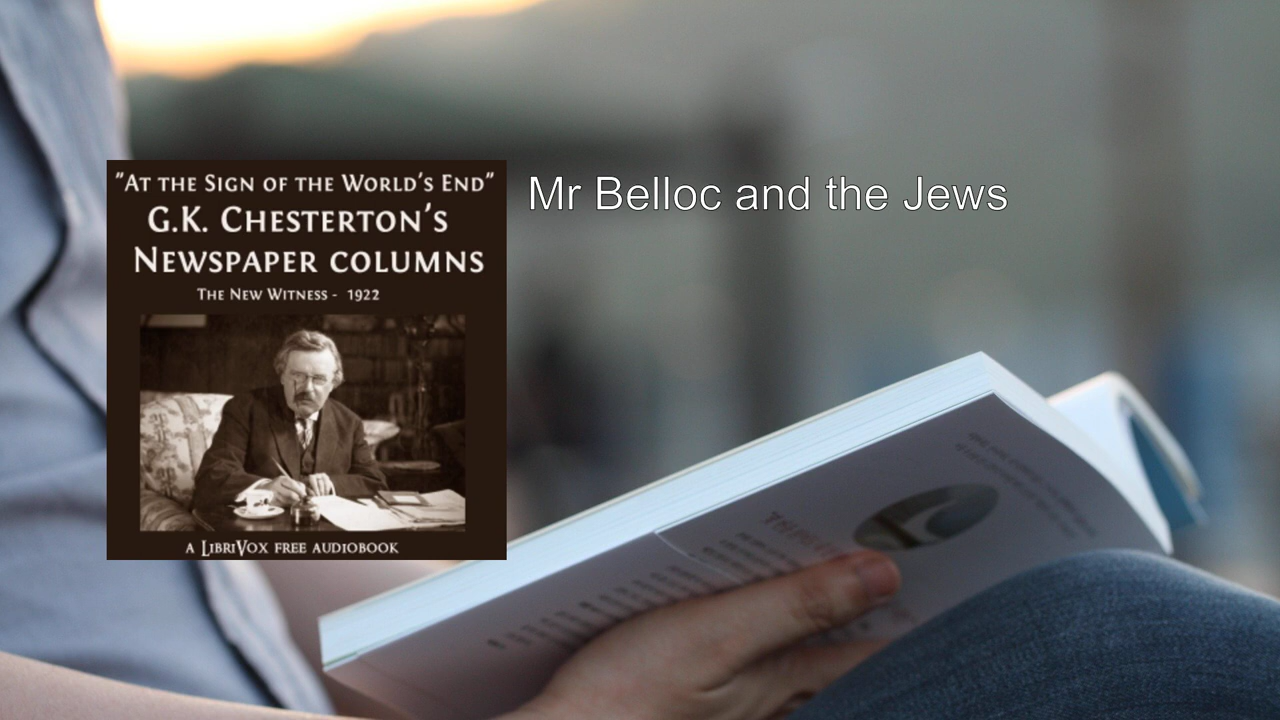 "At the Sign of the World's End"
G.K. Chesterton's
Newspaper columns
The New Witness - 1922
a LibriVox free audiobook
Mr Belloc and the Jews